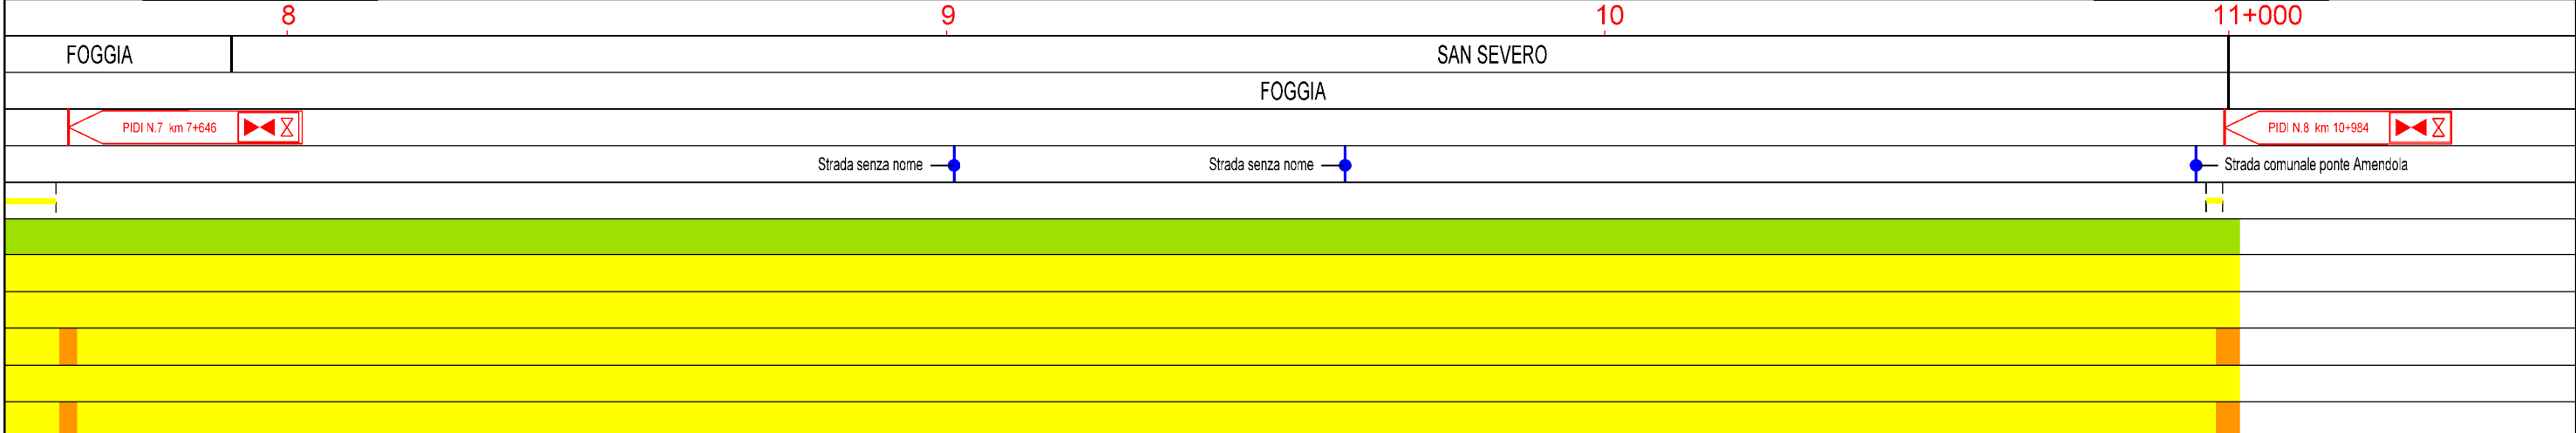 8 9 10 11+000
FOGGIA SAN SEVERO
FOGGIA
PIDI N.7 km 7+646 PIDI N.8 km 10+984
Strada senza nome Strada senza nome Strada comunale ponte Amendola